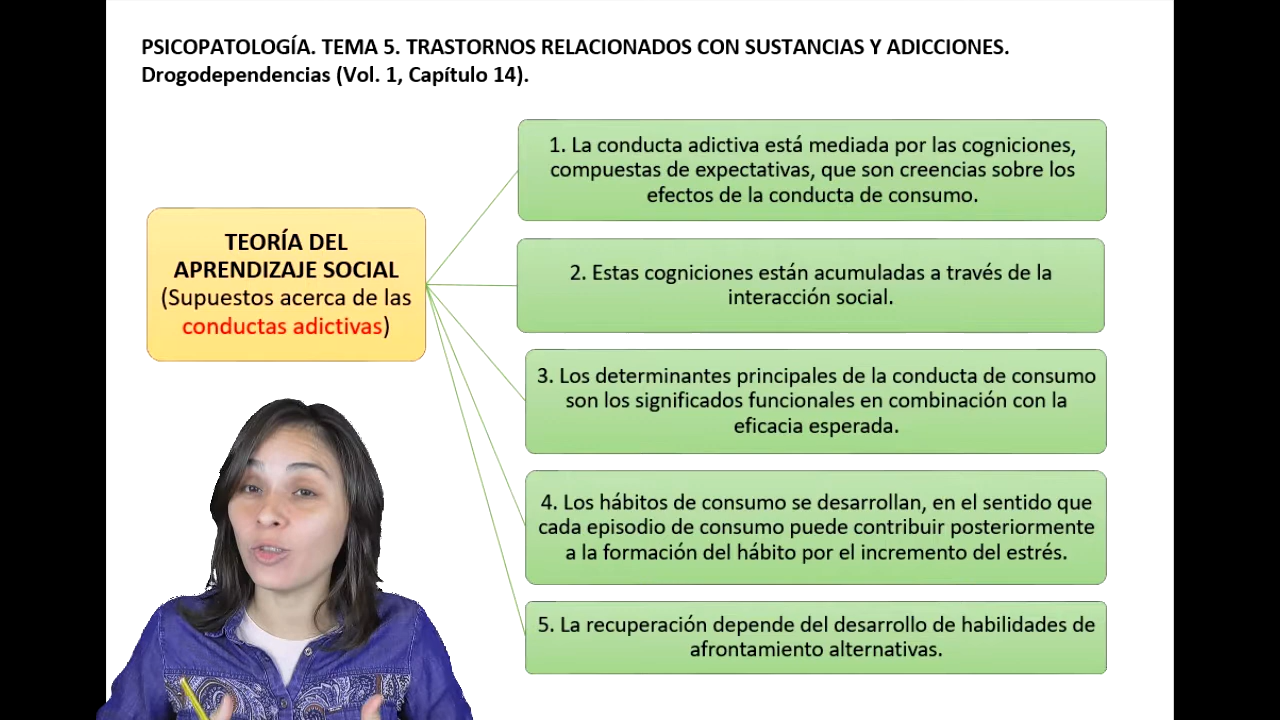 PSICOPATOLOGÍA. TEMA 5. TRASTORNOS RELACIONADOS CON SUSTANCIAS Y ADICCIONES.
Drogodependencias (Vol. 1, Capítulo 14).
TEORÍA DEL
APRENDIZAJE SOCIAL
(Supuestos acerca de las
conductas adictivas)
1. La conducta adictiva está mediada por las cogniciones,
compuestas de expectativas, que son creencias sobre los
efectos de la conducta de consumo.
2. Estas cogniciones están acumuladas a través de la
interacción social.
3. Los determinantes principales de la conducta de consumo
son los significados funcionales en combinación con la
eficacia esperada.
4. Los hábitos de consumo se desarrollan, en el sentido que
cada episodio de consumo puede contribuir posteriormente
a la formación del hábito por el incremento del estrés.
5. La recuperación depende del desarrollo de habilidades de
afrontamiento alternativas.